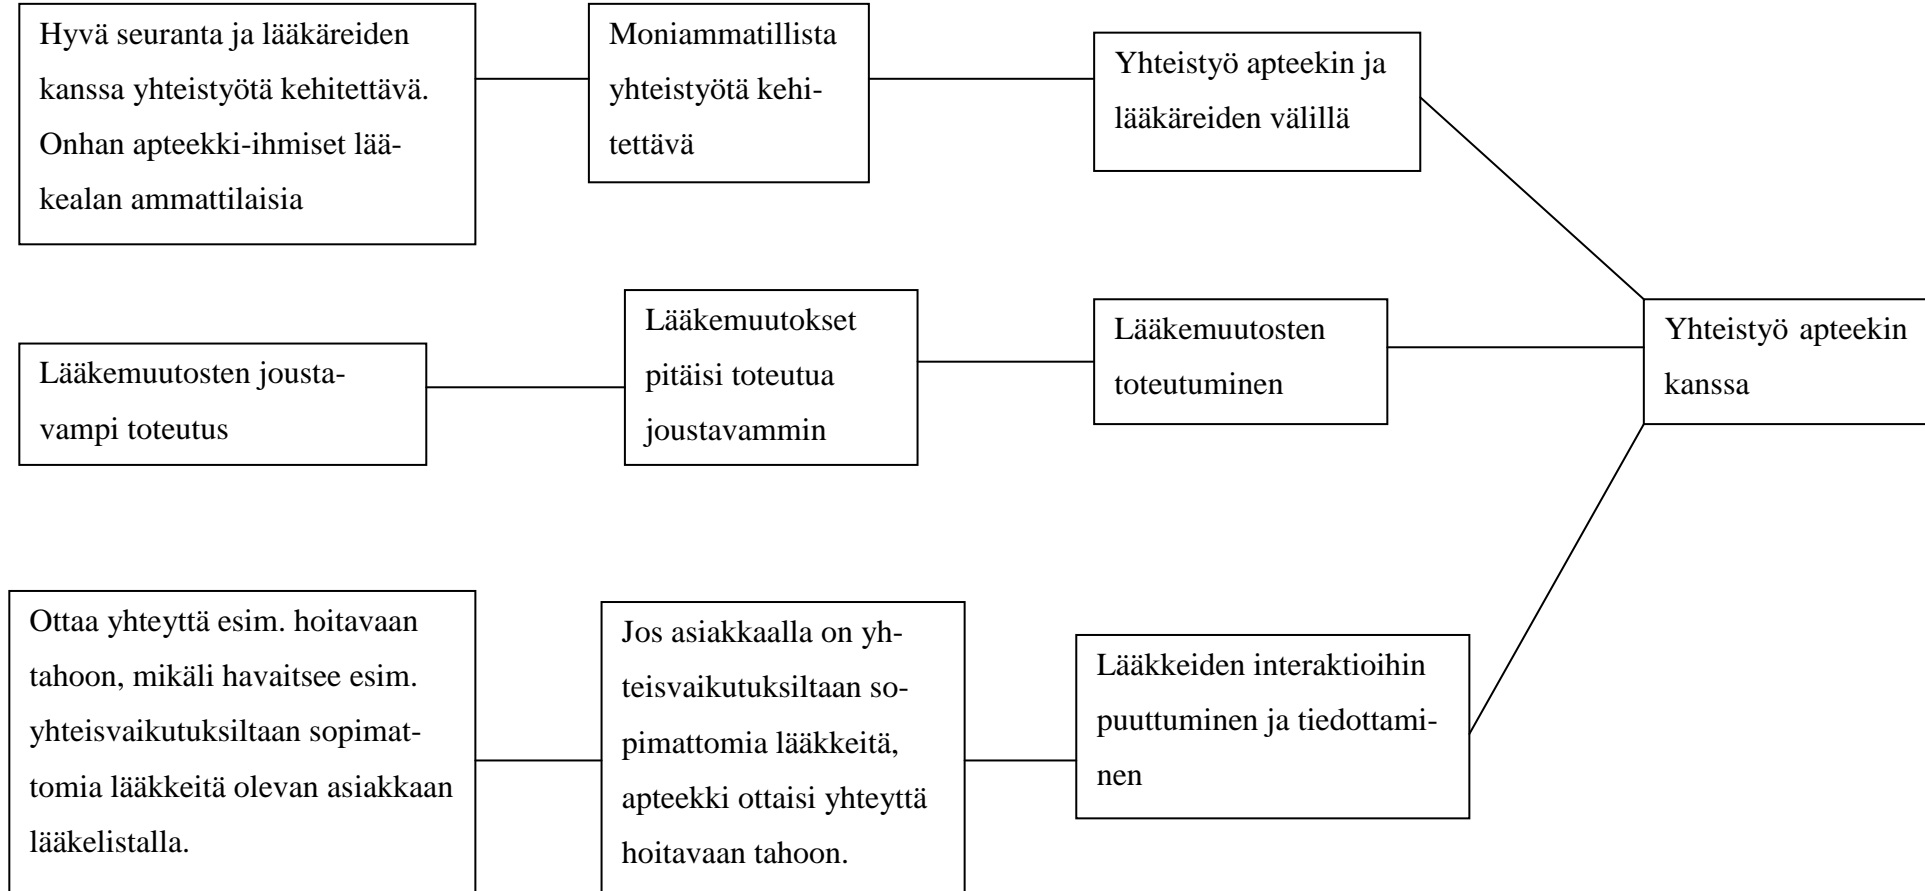 Hyvä seuranta ja lääkäreiden
kanssa yhteistyötä kehitettävä.
Onhan apteekki-ihmiset lää-
kealan ammattilaisia
Moniammatillista
yhteistyötä kehi-
tettävä
Yhteistyö apteekin ja
lääkäreiden välillä
Lääkemuutosten jousta-
vampi toteutus
Lääkemuutokset
pitäisi toteutua
joustavammin
Lääkemuutosten
toteutuminen
Yhteistyö apteekin
kanssa
Ottaa yhteyttä esim. hoitavaan
tahoon, mikäli havaitsee esim.
yhteisvaikutuksiltaan sopimat-
tomia lääkkeitä olevan asiakkaan
lääkelistalla.
Jos asiakkaalla on yh-
teisvaikutuksiltaan so-
pimattomia lääkkeitä,
apteekki ottaisi yhteyttä
hoitavaan tahoon.
Lääkkeiden interaktioihin
puuttuminen ja tiedottami-
nen